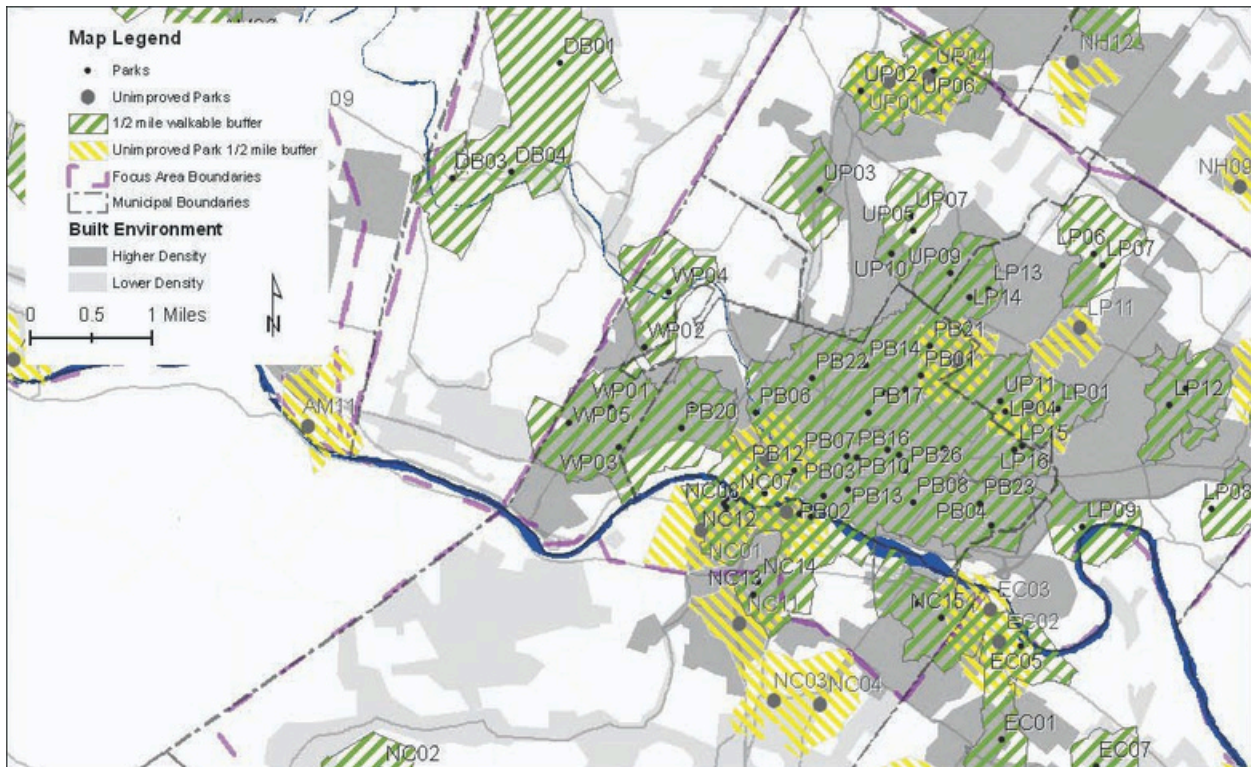 Map Legend
Parks
Unimproved Parks
1/2 mile walkable buffer
Unimproved Park 1/2 mile buffer
Focus Area Boundaries
Municipal Boundaries
Built Environment
Higher Density
Lower Density
0 0.5 1 Miles
N
09
DB01
DB03
DB04
UP04
UP02
UP06
UP01
NH12
NH09
UP03
UP07
UP05
UP09
UP10
LP13
LP14
LP06
LP07
LP11
WP04
WP02
PB21
PB14
PB01
PB22
PB17
PB06
WP01
WP05
WP03
PB20
UP11
LP01
LP04
LP12
LP15
LP16
PB07
PB16
PB12
PB26
PB03
PB10
AM11
NC07
PB13
PB08
PB23
LP08
PB02
PB04
LP09
NC12
NC01
NC14
NC13
NC11
NC15
EC03
EC02
EC05
NC03
NC04
EC01
NC02
EC07